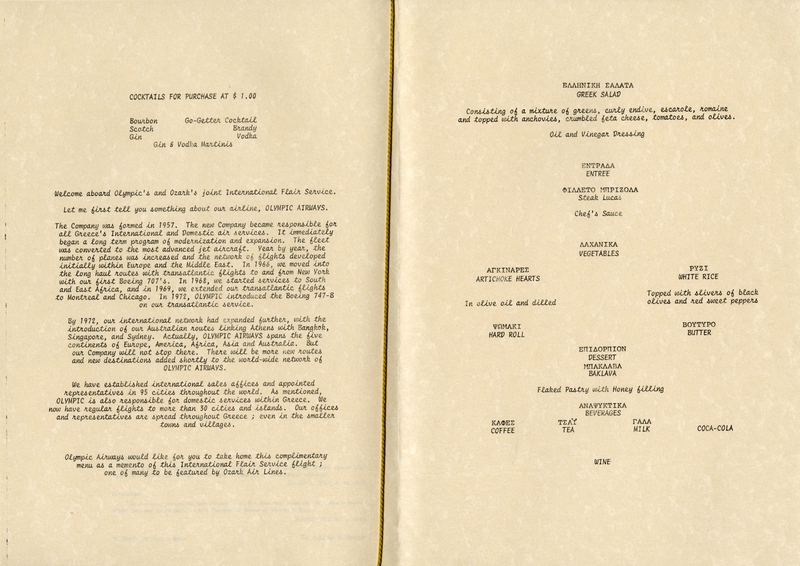 COCKTAILS FOR PURCHASE AT $ 1.00
Bourbon Go-Getter Cocktail
Scotch Brandy
Gin Vodka
Gin & Vodka Martinis
Welcome aboard Olympic's and Ozark's joint International Flair Service.
Let me first tell you something about our airline, OLYMPIC AIRWAYS.
The Company was formed in 1957. The new Company became responsible for
all Greece's International and Domestic air services. It immediately
began a long term program of modernization and expansion. The fleet
was converted to the most advanced jet aircraft. Year by year, the
number of planes was increased and the network of flights developed
initially within Europe and the Middle East. In 1966, we moved into
the long haul routes with transatlantic flights to and from New York
with our first Boeing 707's. In 1968, we started services to South
and East Africa, and in 1969, we extended our transatlantic flights
to Montreal and Chicago. In 1972, OLYMPIC introduced the Boeing 747-B
on our transatlantic service.
By 1972, our international network had expanded further, with the
introduction of our Australian routes linking Athens with Bangkok,
Singapore, and Sydney. Actually, OLYMPIC AIRWAYS spans the five
continents of Europe, America, Africa, Asia and Australia. But
our Company will not stop there. There will be more new routes
and new destinations added shortly to the world-wide network of
OLYMPIC AIRWAYS.
We have established international sales offices and appointed
representatives in 95 cities throughout the world. As mentioned,
OLYMPIC is also responsible for domestic services within Greece. We
now have regular flights to more than 30 cities and islands. Our offices
and representatives are spread throughout Greece ; even in the smaller
towns and villages.
Olympic Airways would like for you to take home this complimentary
menu as a memento of this International Flair Service flight ;
one of many to be featured by Ozark Air Lines.
ΕΛΛΗΝΙΚΗ ΣΑΛΑΤΑ
GREEK SALAD
Consisting of a mixture of greens, curly endive, escarole, romaine
and topped with anchovies, crumbled feta cheese, tomatoes, and olives.
Oil and Vinegar Dressing
ΕΝΤΡΑΔΑ
ENTREE
ΦΙΛΛΕΤΟ ΜΠΡΙΖΟΛΑ
Steak Lucas
Chef's Sauce
ΛΑΧΑΝΙΚΑ
VEGETABLES
ΑΓΚΙΝΑΡΕΣ ΡΥΖΙ
ARTICHOKE HEARTS WHITE RICE
In olive oil and dilled
Topped with slivers of black
olives and red sweet peppers
ΨΩΜΑΚΙ ΒΟΥΤΥΡΟ
HARD ROLL BUTTER
ΕΠΙΔΟΡΠΙΟΝ
DESSERT
ΜΠΑΚΛΑΒΑ
BAKLAVA
Flaked Pastry with Honey filling
ΑΝΑΨΥΚΤΙΚΑ
BEVERAGES
ΚΑΦΕΣ ΤΣΑΫ ΓΑΛΑ
COFFEE TEA MILK COCA-COLA
WINE